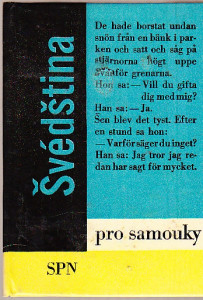 Švédština
De hade borstat undan
snön från en bänk i par-
ken och satt och såg på
stjärnorna högt uppe
ovanför grenarna.
Hon sa: — Vill du gifta
dig med mig?
Han sa: — Ja.
Sen blev det tyst. Efter
en stund sa hon:
— Varför säger du inget?
Han sa: Jag tror jag re-
dan har sagt för mycket.
pro samouky
SPN